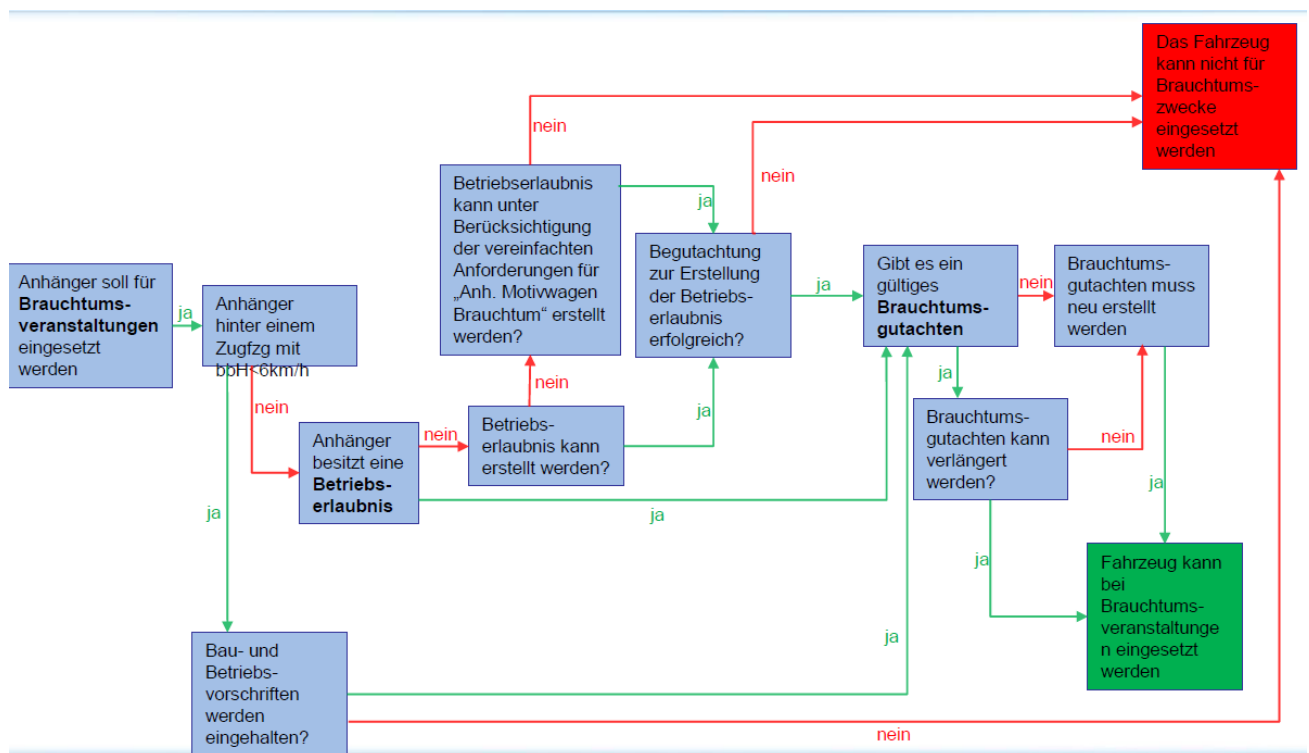 Das Fahrzeug
kann nicht für
Brauchtums-
zwecke
eingesetzt
werden
nein
nein
Betriebserlaubnis
kann unter
Berücksichtigung
der vereinfachten
Anforderungen für
„Anh. Motivwagen
Brauchtum“ erstellt
werden?
ja
Begutachtung
zur Erstellung
der Betriebs-
erlaubnis
erfolgreich?
ja
Gibt es ein
gültiges
Brauchtums-
gutachten
nein
Brauchtums-
gutachten muss
neu erstellt
werden
Anhänger soll für
Brauchtums-
veranstaltungen
eingesetzt
werden
ja
Anhänger
hinter einem
Zugfzg mit
bbH<6km/h
nein
Anhänger
besitzt eine
Betriebs-
erlaubnis
nein
Betriebs-
erlaubnis kann
erstellt werden?
nein
ja
ja
ja
Brauchtums-
gutachten kann
verlängert
werden?
nein
ja
ja
Fahrzeug kann
bei
Brauchtums-
veranstaltunge
n eingesetzt
werden
ja
Bau- und
Betriebs-
vorschriften
werden
eingehalten?
ja
nein